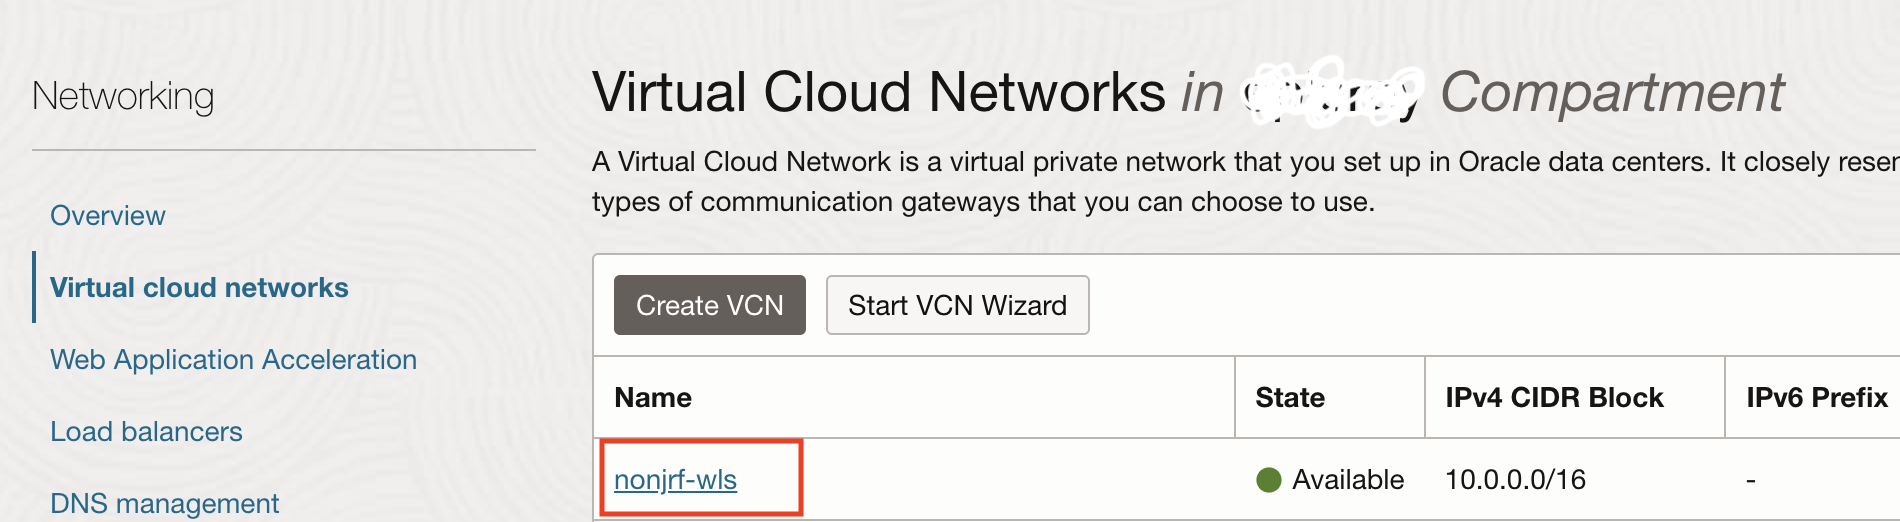 Networking
Overview
Virtual cloud networks
Web Application Acceleration
Load balancers
DNS management
Virtual Cloud Networks in Compartment
A Virtual Cloud Network is a virtual private network that you set up in Oracle data centers. It closely
types of communication gateways that you can choose to use.
Create VCN Start VCN Wizard
Name State IPv4 CIDR Block IPv6 Prefix
nonjrf-wls Available 10.0.0.0/16 -